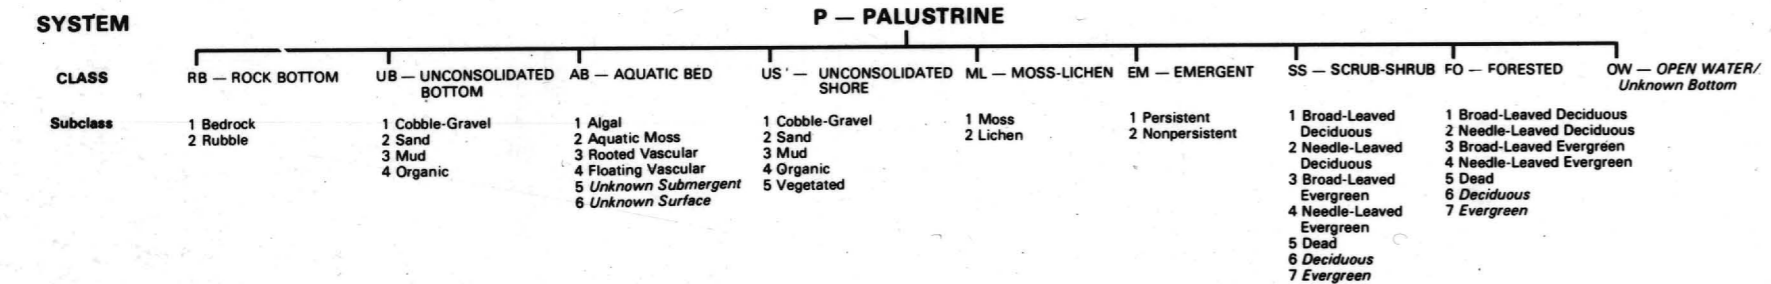 SYSTEM
P — PALUSTRINE
CLASS
RB — ROCK BOTTOM
UB — UNCONSOLIDATED
BOTTOM
AB — AQUATIC BED
US — UNCONSOLIDATED
SHORE
ML — MOSS-LICHEN
EM — EMERGENT
SS — SCRUB-SHRUB
FO — FORESTED
OW — OPEN WATER/
Unknown Bottom
Subclass
1 Bedrock
2 Rubble
1 Cobble-Gravel
2 Sand
3 Mud
4 Organic
1 Algal
2 Aquatic Moss
3 Rooted Vascular
4 Floating Vascular
5 Unknown Submergent
6 Unknown Surface
1 Cobble-Gravel
2 Sand
3 Mud
4 Organic
5 Vegetated
1 Moss
2 Lichen
1 Persistent
2 Nonpersistent
1 Broad-Leaved
Deciduous
2 Needle-Leaved
Deciduous
3 Broad-Leaved
Evergreen
4 Needle-Leaved
Evergreen
5 Dead
6 Deciduous
7 Evergreen
1 Broad-Leaved Deciduous
2 Needle-Leaved Deciduous
3 Broad-Leaved Evergreen
4 Needle-Leaved Evergreen
5 Dead
6 Deciduous
7 Evergreen